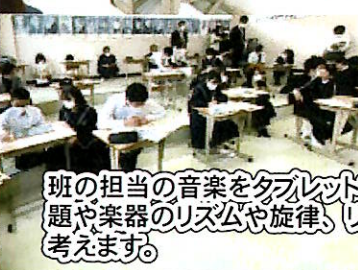 班の担当の音楽をタブレット
題や楽器のリズムや旋律、し
考えます。